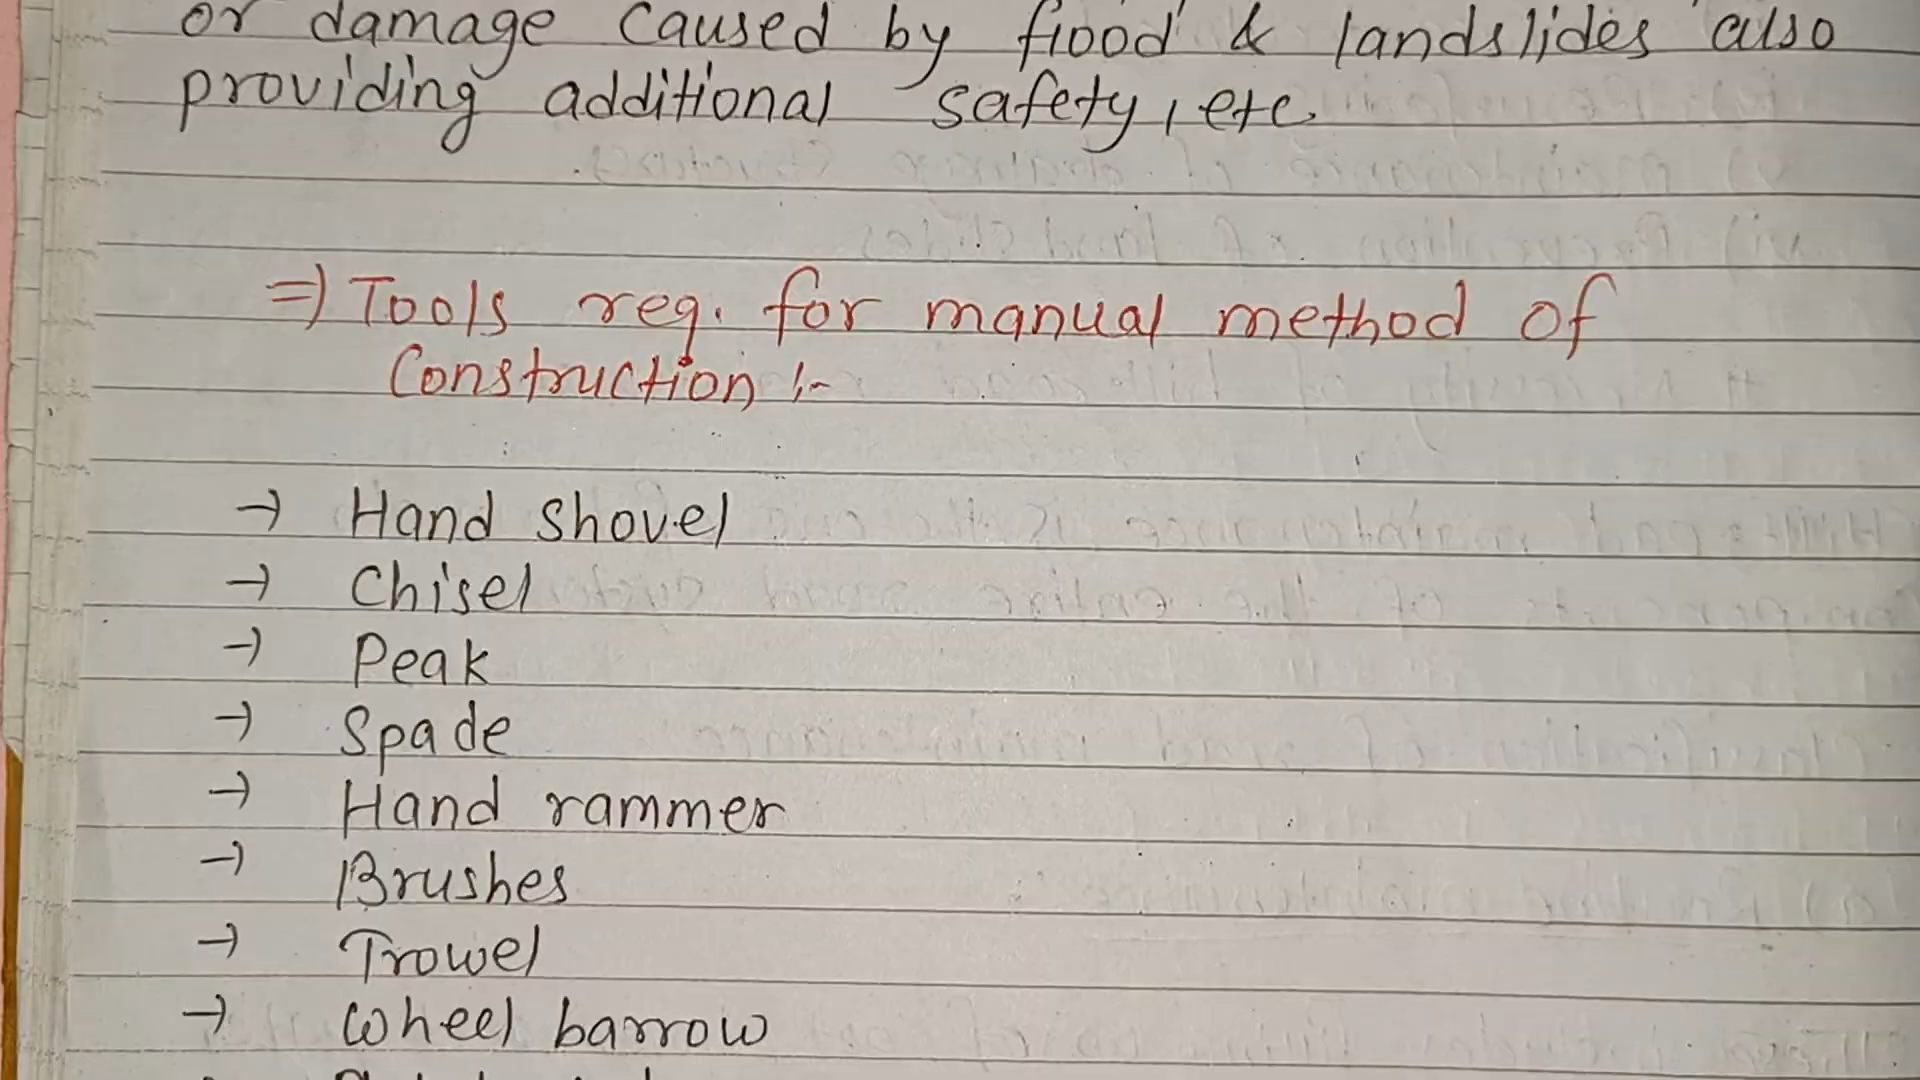 or damage caused by flood & landslides also
providing additional safety, etc.
=> Tools req. for manual method of
Construction :-
→ Hand shovel
→ Chisel
→ Peak
→ Spade
→ Hand rammer
→ Brushes
→ Trowel
→ Wheel barrow